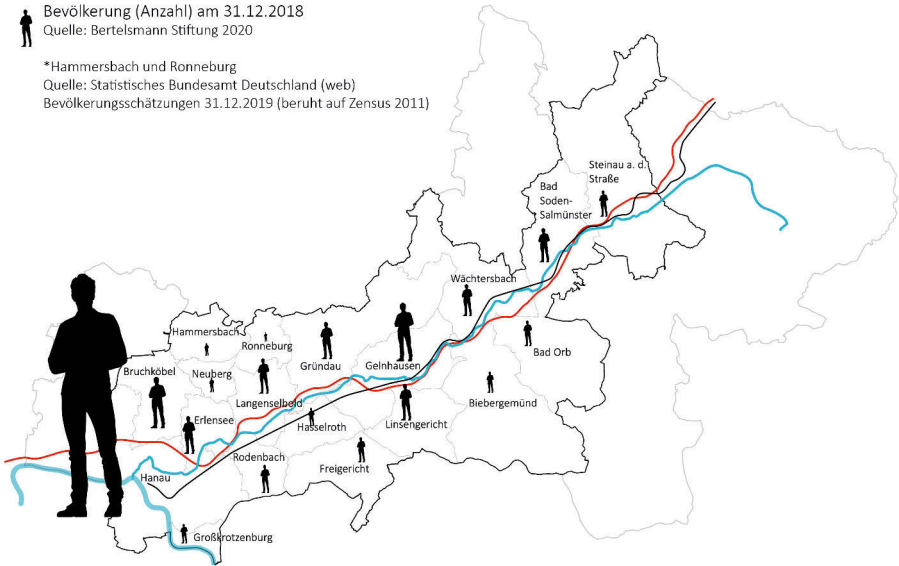 Bevölkerung (Anzahl) am 31.12.2018
Quelle: Bertelsmann Stiftung 2020
*Hammersbach und Ronneburg
Quelle: Statistisches Bundesamt Deutschland (web)
Bevölkerungsschätzungen 31.12.2019 (beruht auf Zensus 2011)
Steinau a. d.
Straße
Bad
Soden-
Salmünster
Wächtersbach
Hammersbach
Ronneburg
Gründau
Gelnhausen
Bad Orb
Bruchköbel
Neuberg
Langenselbold
Biebergemünd
Erlensee
Hasselroth
Linsengericht
Rodenbach
Freigericht
Hanau
Großkrotzenburg